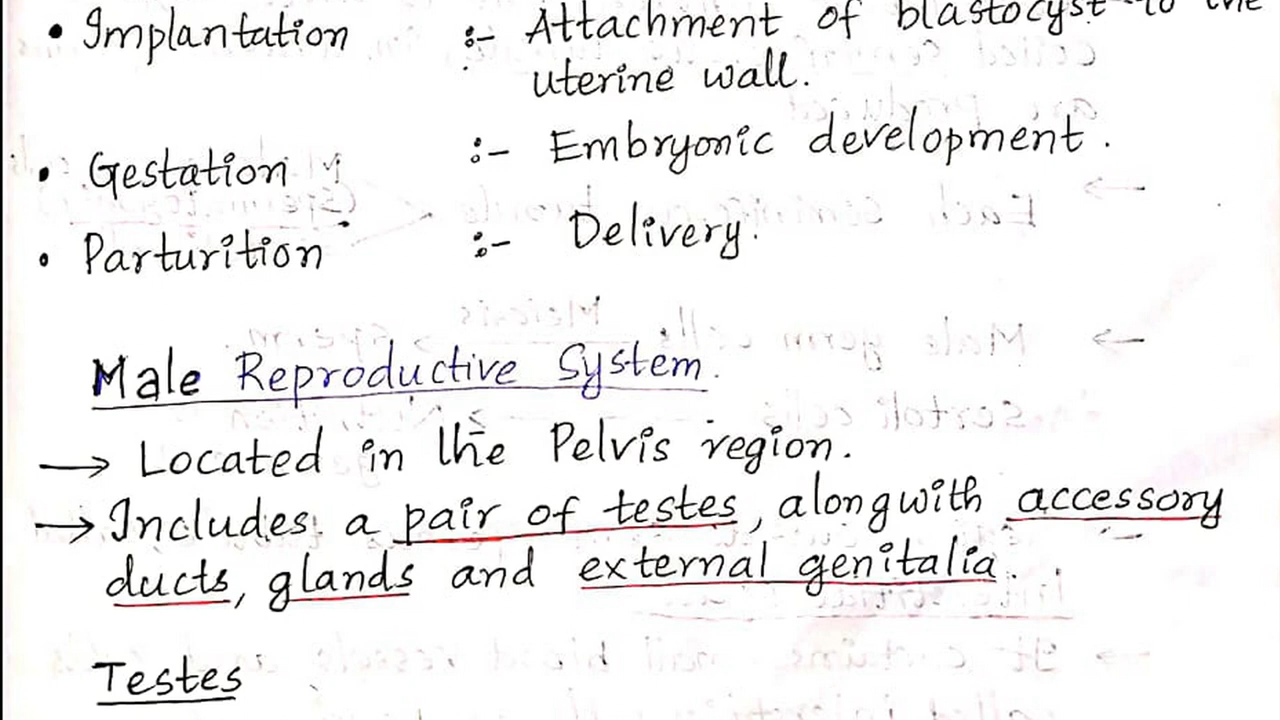 • Implantation :- Attachment of blastocyst to the
uterine wall.
• Gestation :- Embryonic development.
• Parturition :- Delivery.
Male Reproductive System.
→ Located in the Pelvis region.
→ Includes a pair of testes, alongwith accessory
ducts, glands and external genitalia.
Testes